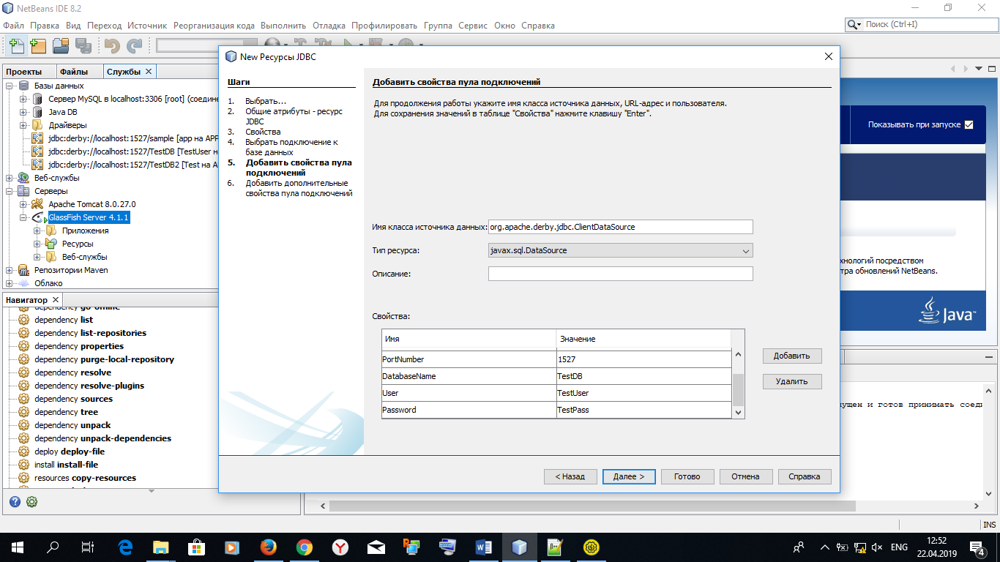 NetBeans IDE 8.2
Файл Правка Вид Переход Источник Реорганизация кода Выполнить Отладка Профилировать Группа Сервис Окно Справка
Поиск (Ctrl+I)
Проекты Файлы Службы
Базы данных
Сервер MySQL в localhost:3306 [root] (соедине
Java DB
Драйверы
jdbc:derby://localhost:1527/sample [app на APP
jdbc:derby://localhost:1527/TestDB [TestUser н
jdbc:derby://localhost:1527/TestDB2 [Test на A
Веб-службы
Серверы
Apache Tomcat 8.0.27.0
GlassFish Server 4.1.1
Приложения
Ресурсы
Веб-службы
Репозитории Maven
Облако
Навигатор
dependency go-offline
dependency list
dependency list-repositories
dependency properties
dependency purge-local-repository
dependency resolve
dependency resolve-plugins
dependency sources
dependency tree
dependency unpack
dependency unpack-dependencies
deploy deploy-file
install install-file
resources copy-resources
New Ресурсы JDBC
Шаги
1. Выбрать...
2. Общие атрибуты - ресурс
JDBC
3. Свойства
4. Выбрать подключение к
базе данных
5. Добавить свойства пула
подключений
6. Добавить дополнительные
свойства пула подключений
Добавить свойства пула подключений
Для продолжения работы укажите имя класса источника данных, URL-адрес и пользователя.
Для сохранения значений в таблице "Свойства" нажмите клавишу "Enter".
Имя класса источника данных: org.apache.derby.jdbc.ClientDataSource
Тип ресурса: javax.sql.DataSource
Описание:
Свойства:
Имя Значение
PortNumber 1527
DatabaseName TestDB
User TestUser
Password TestPass
Добавить
Удалить
< Назад Далее > Готово Отмена Справка
Показывать при запуске
хнологий посредством
тра обновлений NetBeans.
Java
кущен и готов принимать соеди
INS
ENG
12:52
22.04.2019
4